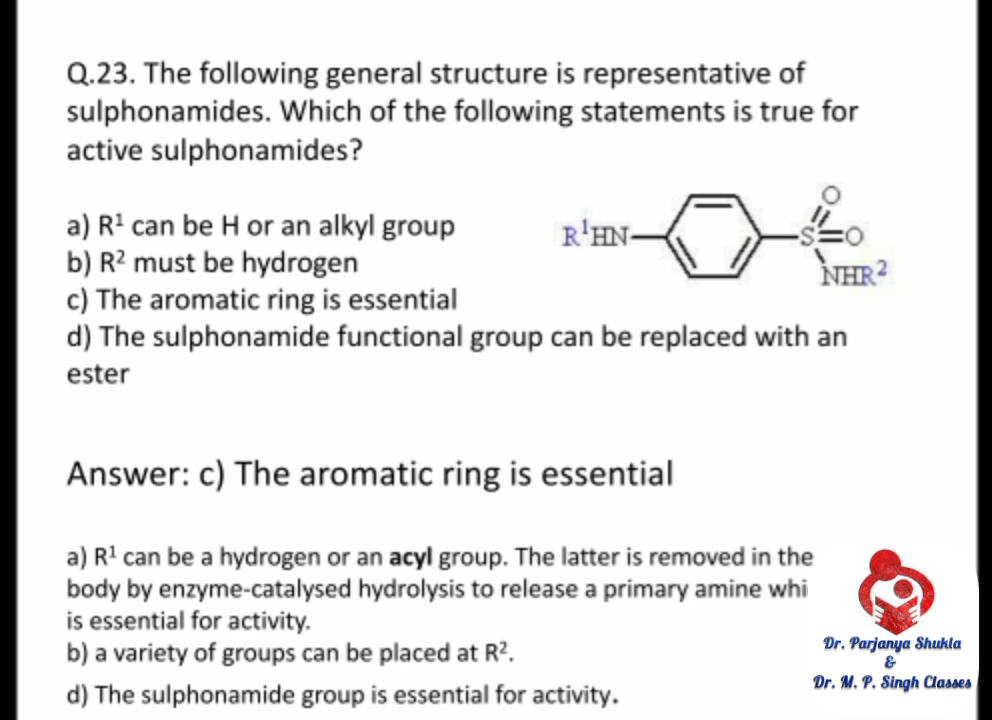 Q.23. The following general structure is representative of
sulphonamides. Which of the following statements is true for
active sulphonamides?
a) R¹ can be H or an alkyl group
b) R² must be hydrogen
c) The aromatic ring is essential
d) The sulphonamide functional group can be replaced with an
ester
R¹HN
O
S=O
NHR²
Answer: c) The aromatic ring is essential
a) R¹ can be a hydrogen or an acyl group. The latter is removed in the
body by enzyme-catalysed hydrolysis to release a primary amine whi
is essential for activity.
b) a variety of groups can be placed at R².
d) The sulphonamide group is essential for activity.
Dr. Parjanya Shukla
&
Dr. M. P. Singh Classes